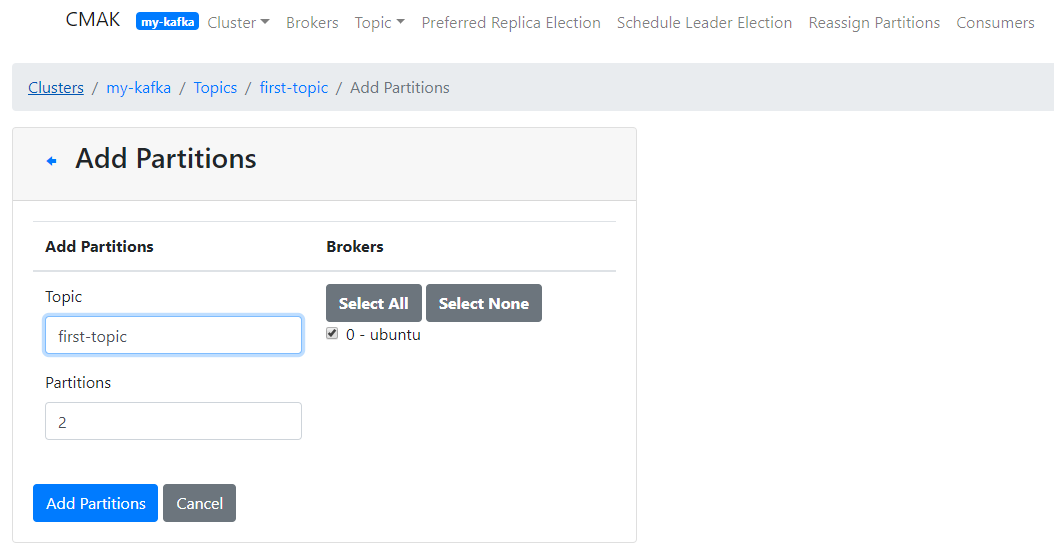 CMAK my-kafka Cluster Brokers Topic Preferred Replica Election Schedule Leader Election Reassign Partitions Consumers
Clusters / my-kafka / Topics / first-topic / Add Partitions
Add Partitions
Add Partitions Brokers
Topic Select All Select None
first-topic 0 - ubuntu
Partitions
2
Add Partitions Cancel